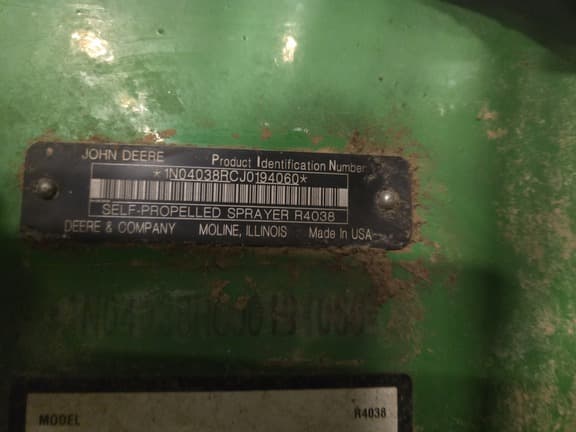 JOHN DEERE Product Identification Number
*1N04038RCJ0194060*
SELF-PROPELLED SPRAYER R4038
DEERE & COMPANY MOLINE, ILLINOIS Made In USA
MODEL R4038